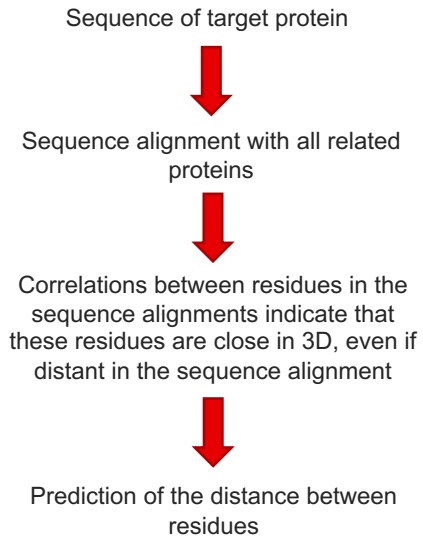 Sequence of target protein
Sequence alignment with all related
proteins
Correlations between residues in the
sequence alignments indicate that
these residues are close in 3D, even if
distant in the sequence alignment
Prediction of the distance between
residues